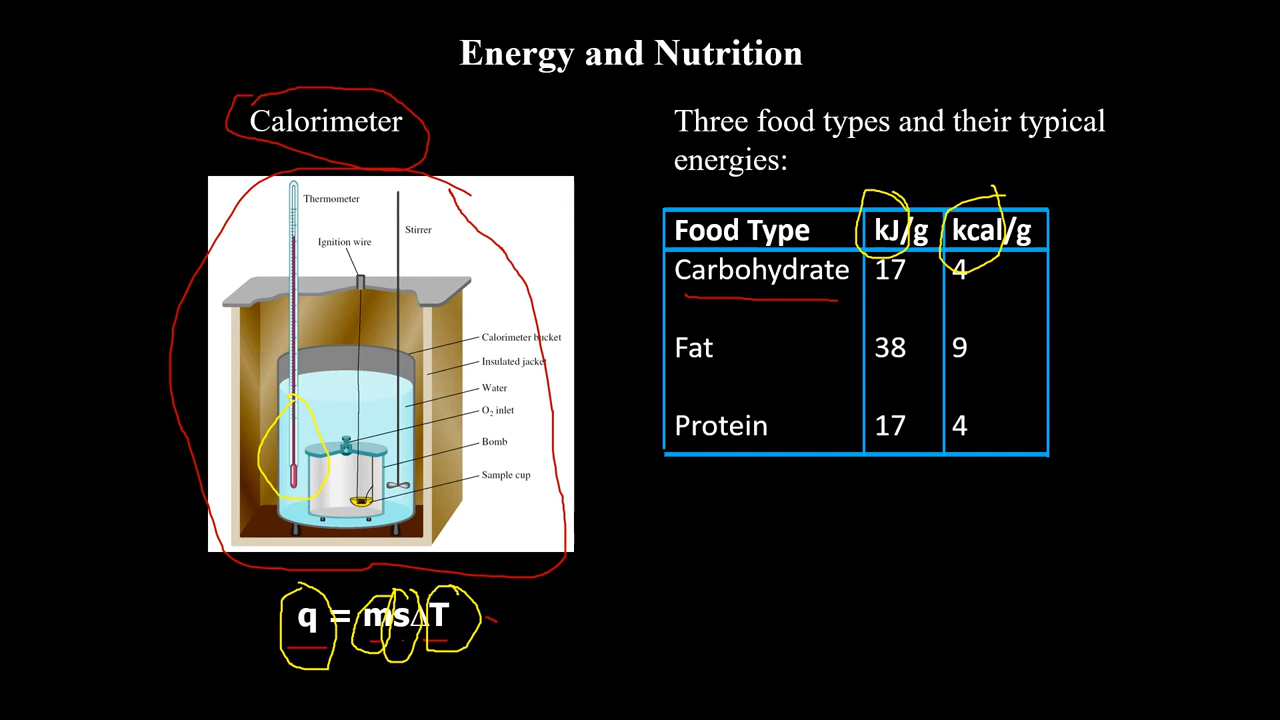 Energy and Nutrition
Calorimeter
Thermometer
Stirrer
Ignition wire
Calorimeter bucket
Insulated jacket
Water
O₂ inlet
Bomb
Sample cup
q = msΔT
Three food types and their typical
energies:
Food Type kJ/g kcal/g
Carbohydrate 17 4
Fat 38 9
Protein 17 4